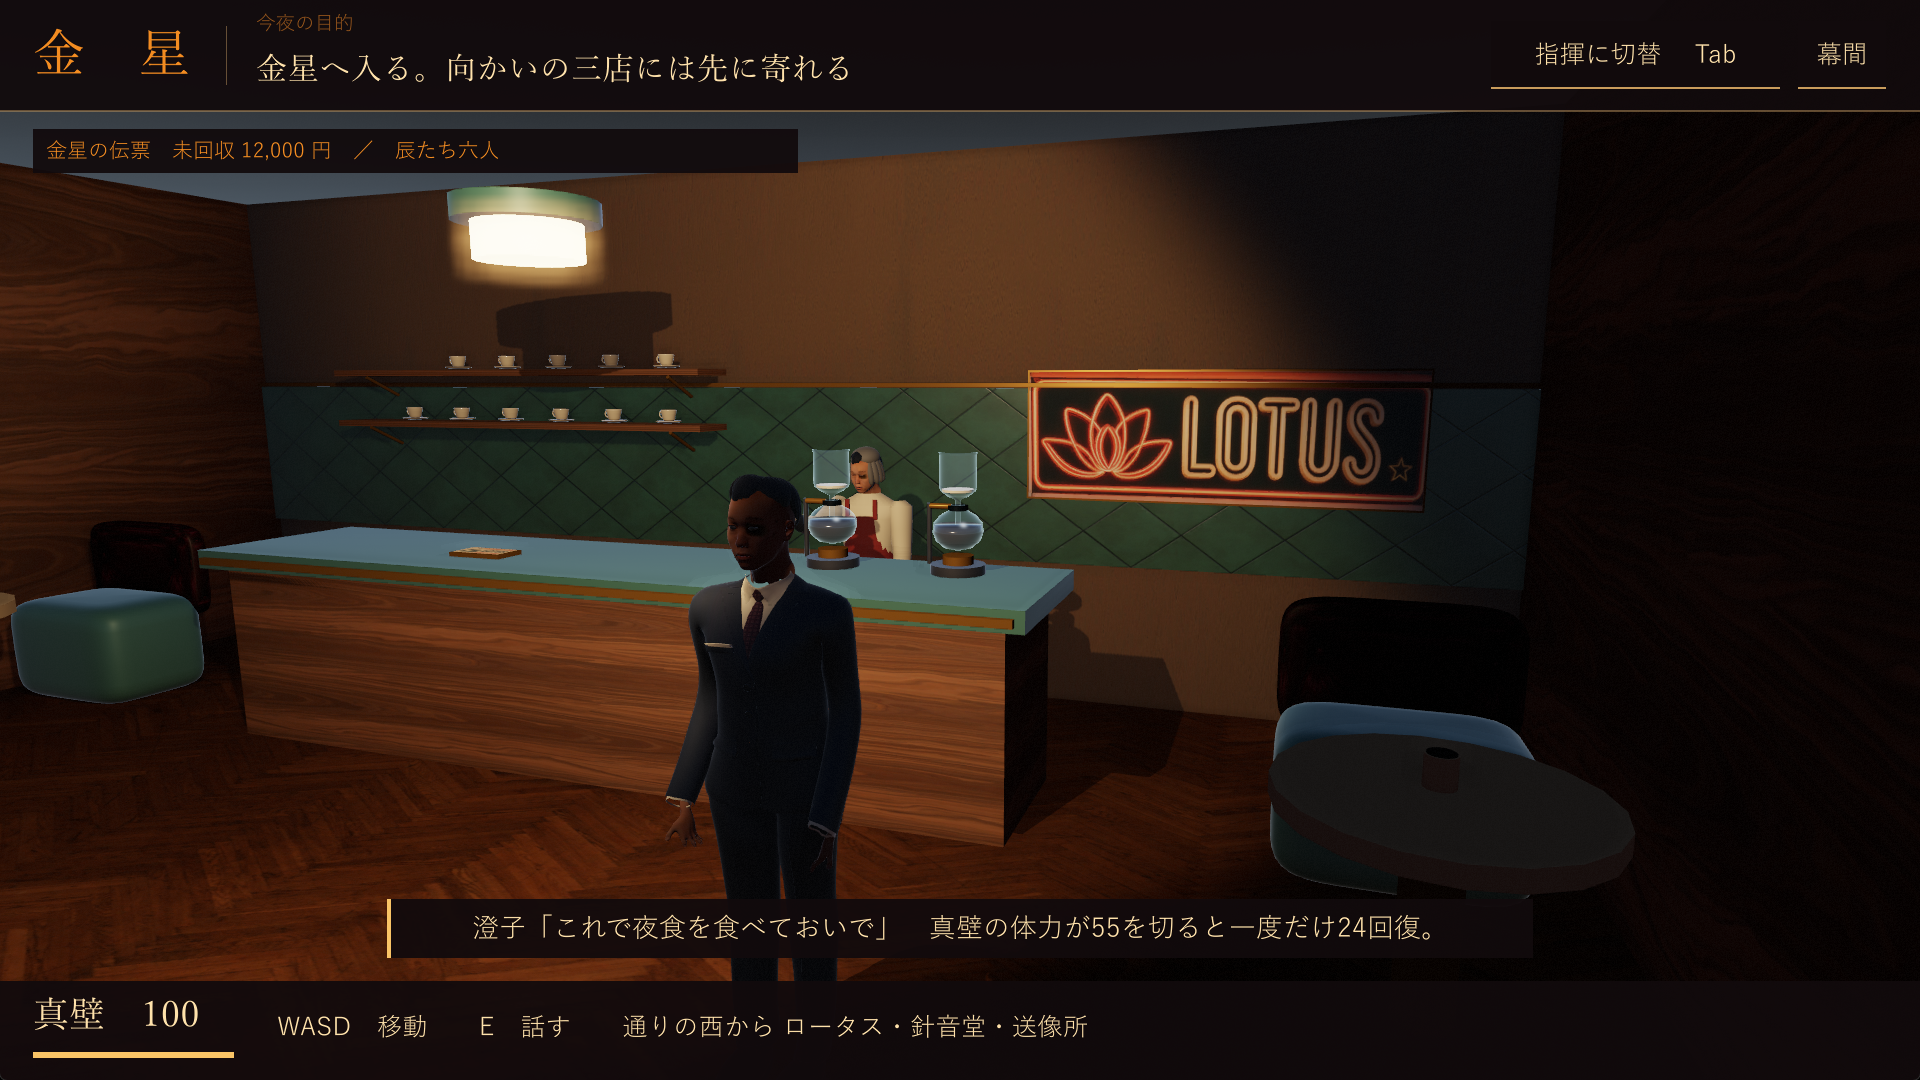 金 星
今夜の目的
金星へ入る。向かいの三店には先に寄れる
指揮に切替 Tab
幕間
金星の伝票 未回収 12,000 円 ／ 辰たち六人
LOTUS
澄子「これで夜食を食べておいで」 真壁の体力が55を切ると一度だけ24回復。
真壁 100
WASD 移動 E 話す 通りの西から ロータス・針音堂・送像所